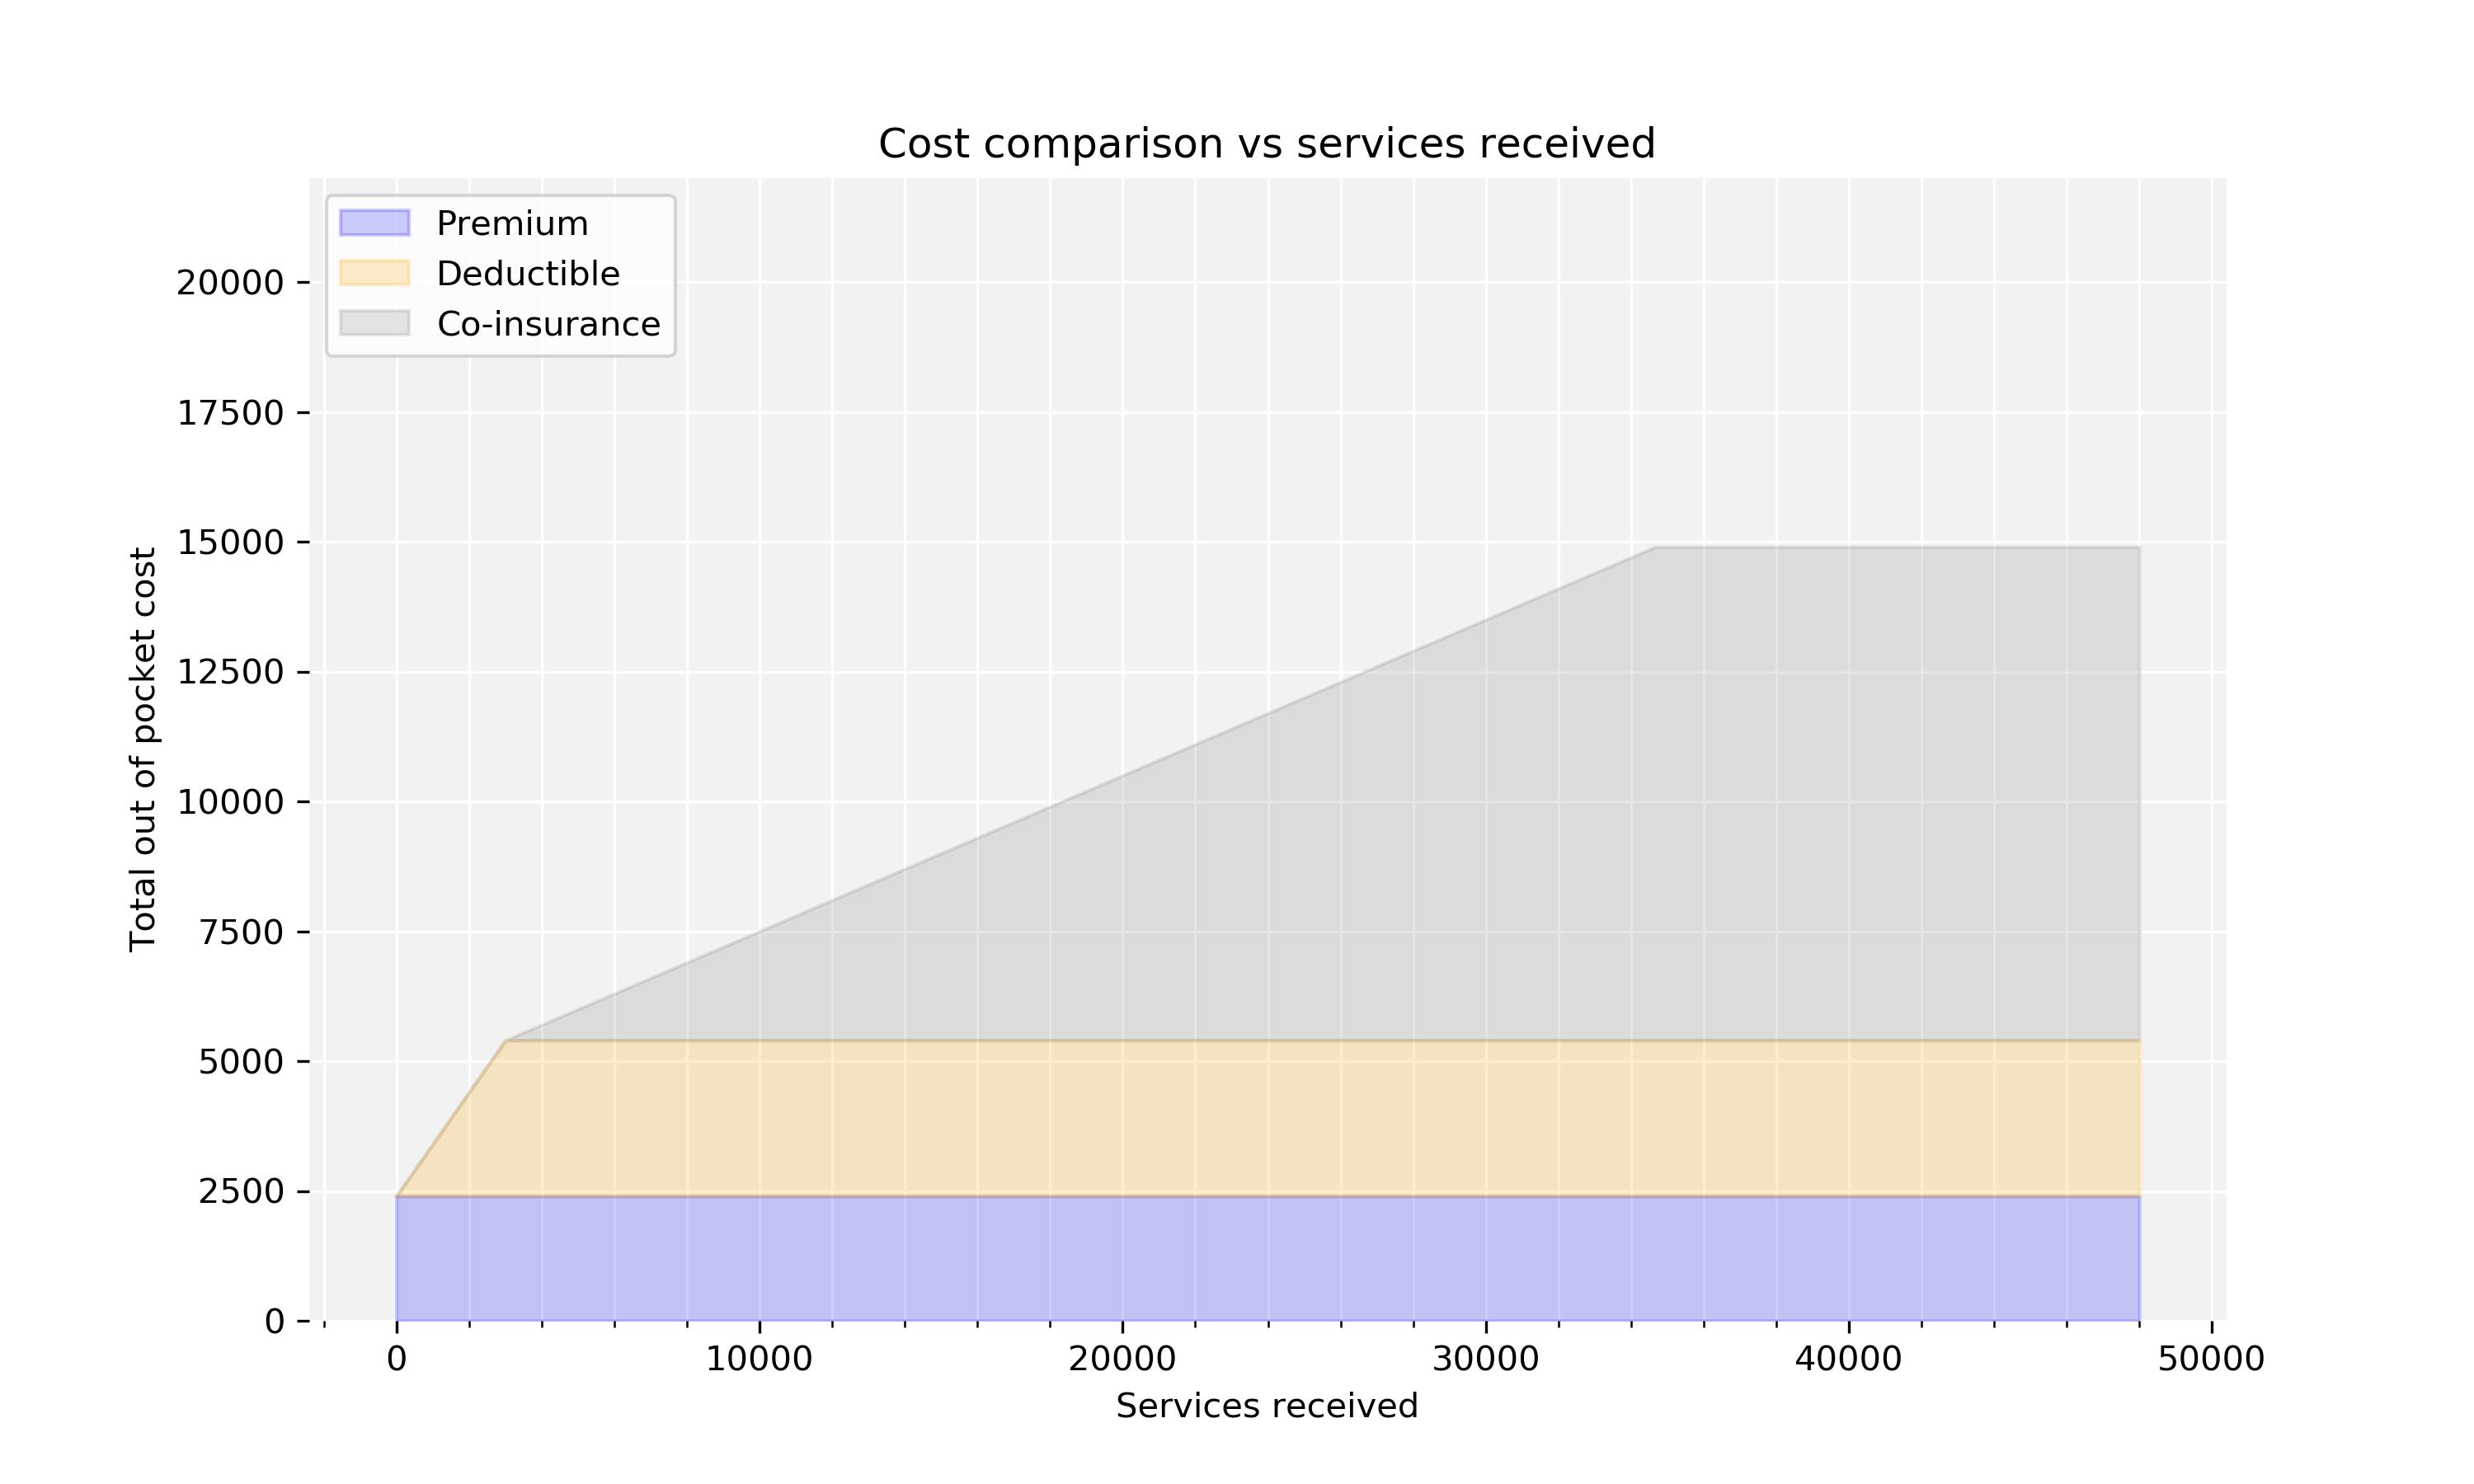 Cost comparison vs services received
Premium
Deductible
Co-insurance
20000
17500
15000
12500
10000
7500
5000
2500
0
Total out of pocket cost
0 10000 20000 30000 40000 50000
Services received